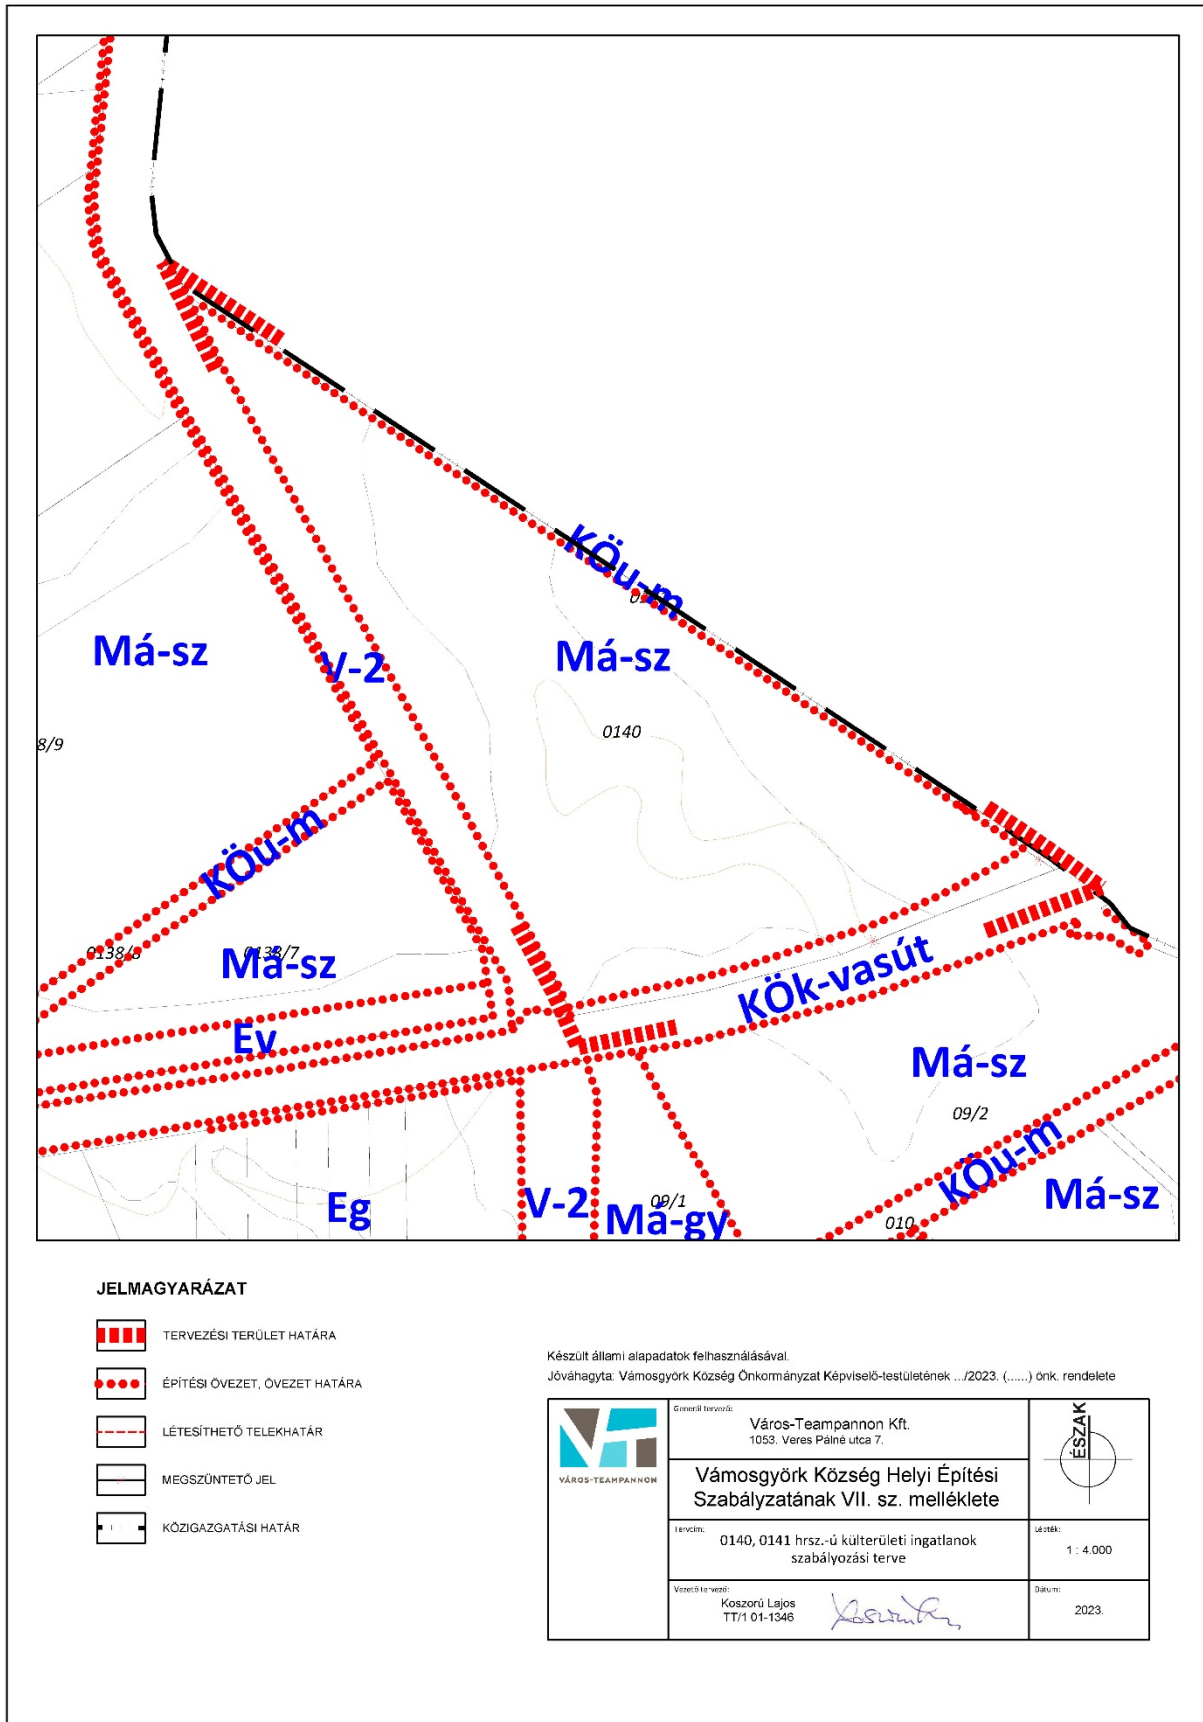 KÖu-m
Má-sz
V-2
Má-sz
8/9
0140
KÖu-m
0138/7
Má-sz
KÖk-vasút
Ev
Má-sz
09/2
KÖu-m
Má-sz
Eg
V-2
09/1
Má-gy
010
JELMAGYARÁZAT
TERVEZÉSI TERÜLET HATÁRA
ÉPÍTÉSI ÖVEZET, ÖVEZET HATÁRA
LÉTESÍTHETŐ TELEKHATÁR
MEGSZÜNTETŐ JEL
KÖZIGAZGATÁSI HATÁR
Készült állami alapadatok felhasználásával.
Jóváhagyta: Vámosgyörk Község Önkormányzat Képviselő-testületének .../2023. (......) önk. rendelete
VÁROS-TEAMPANNON
Generál tervező:
Város-Teampannon Kft.
1053. Veres Pálné utca 7.
ÉSZAK
Vámosgyörk Község Helyi Építési
Szabályzatának VII. sz. melléklete
Tervcím:
0140, 0141 hrsz.-ú külterületi ingatlanok
szabályozási terve
Lépték:
1 : 4.000
Vezető tervező:
Koszorú Lajos
TT/1 01-1346
Dátum:
2023.